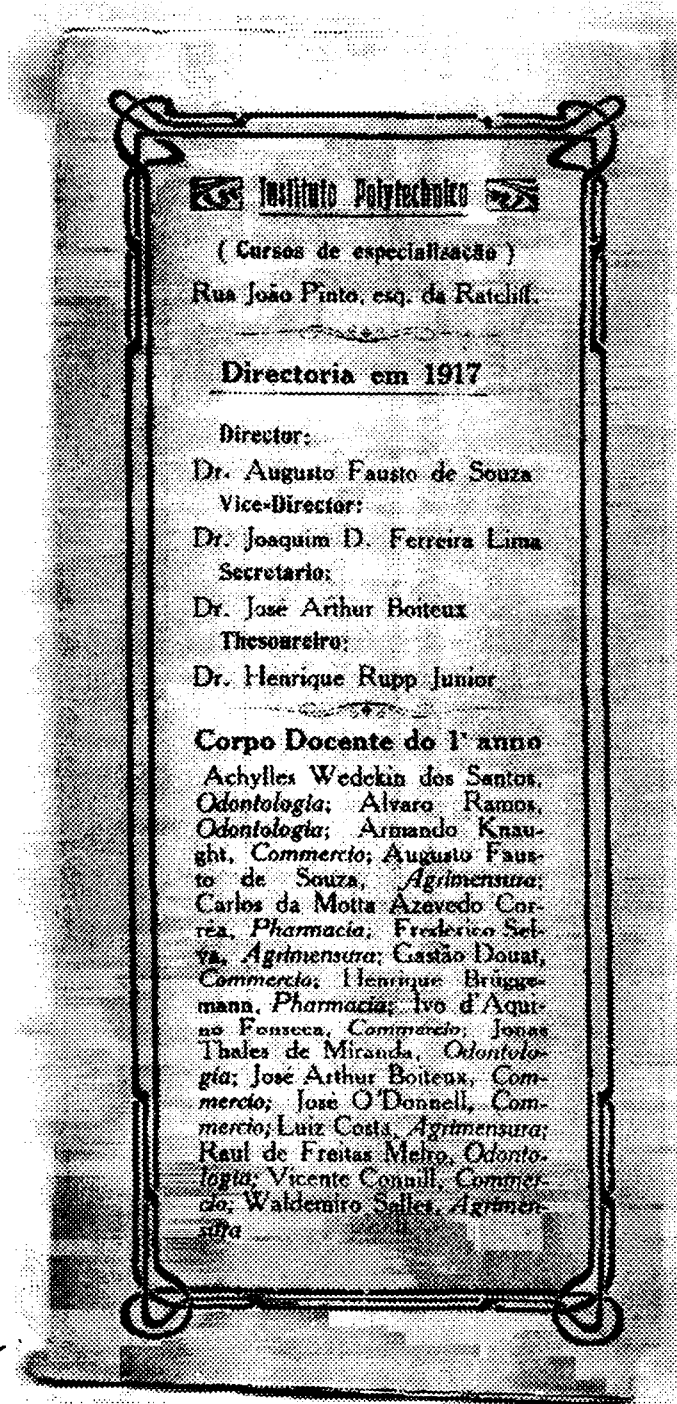 Instituto Polytechnico
( Cursos de especialisação )
Rua João Pinto, esq. da Ratcliff.
Directoria em 1917
Director:
Dr. Augusto Fausto de Souza
Vice-Director:
Dr. Joaquim D. Ferreira Lima
Secretario:
Dr. José Arthur Boiteux
Thesoureiro:
Dr. Henrique Rupp Junior
Corpo Docente do 1º anno
Achylles Wedekin dos Santos,
Odontologia; Alvaro Ramos,
Odontologia; Armando Knau-
ght, Commercio; Augusto Faus-
to de Souza, Agrimensura;
Carlos da Motta Azevedo Cor-
rêa, Pharmacia; Frederico Sel-
va, Agrimensura; Gastão Douat,
Commercio; Henrique Brügge-
mann, Pharmacia; Ivo d'Aqui-
no Fonseca, Commercio; Jonas
Thales de Miranda, Odontolo-
gia; José Arthur Boiteux, Com-
mercio; José O'Donnell, Com-
mercio; Luiz Costa, Agrimensura;
Raul de Freitas Melro, Odonto-
logia; Vicente Connill, Commer-
cio; Waldemiro Salles, Agrimen-
sura